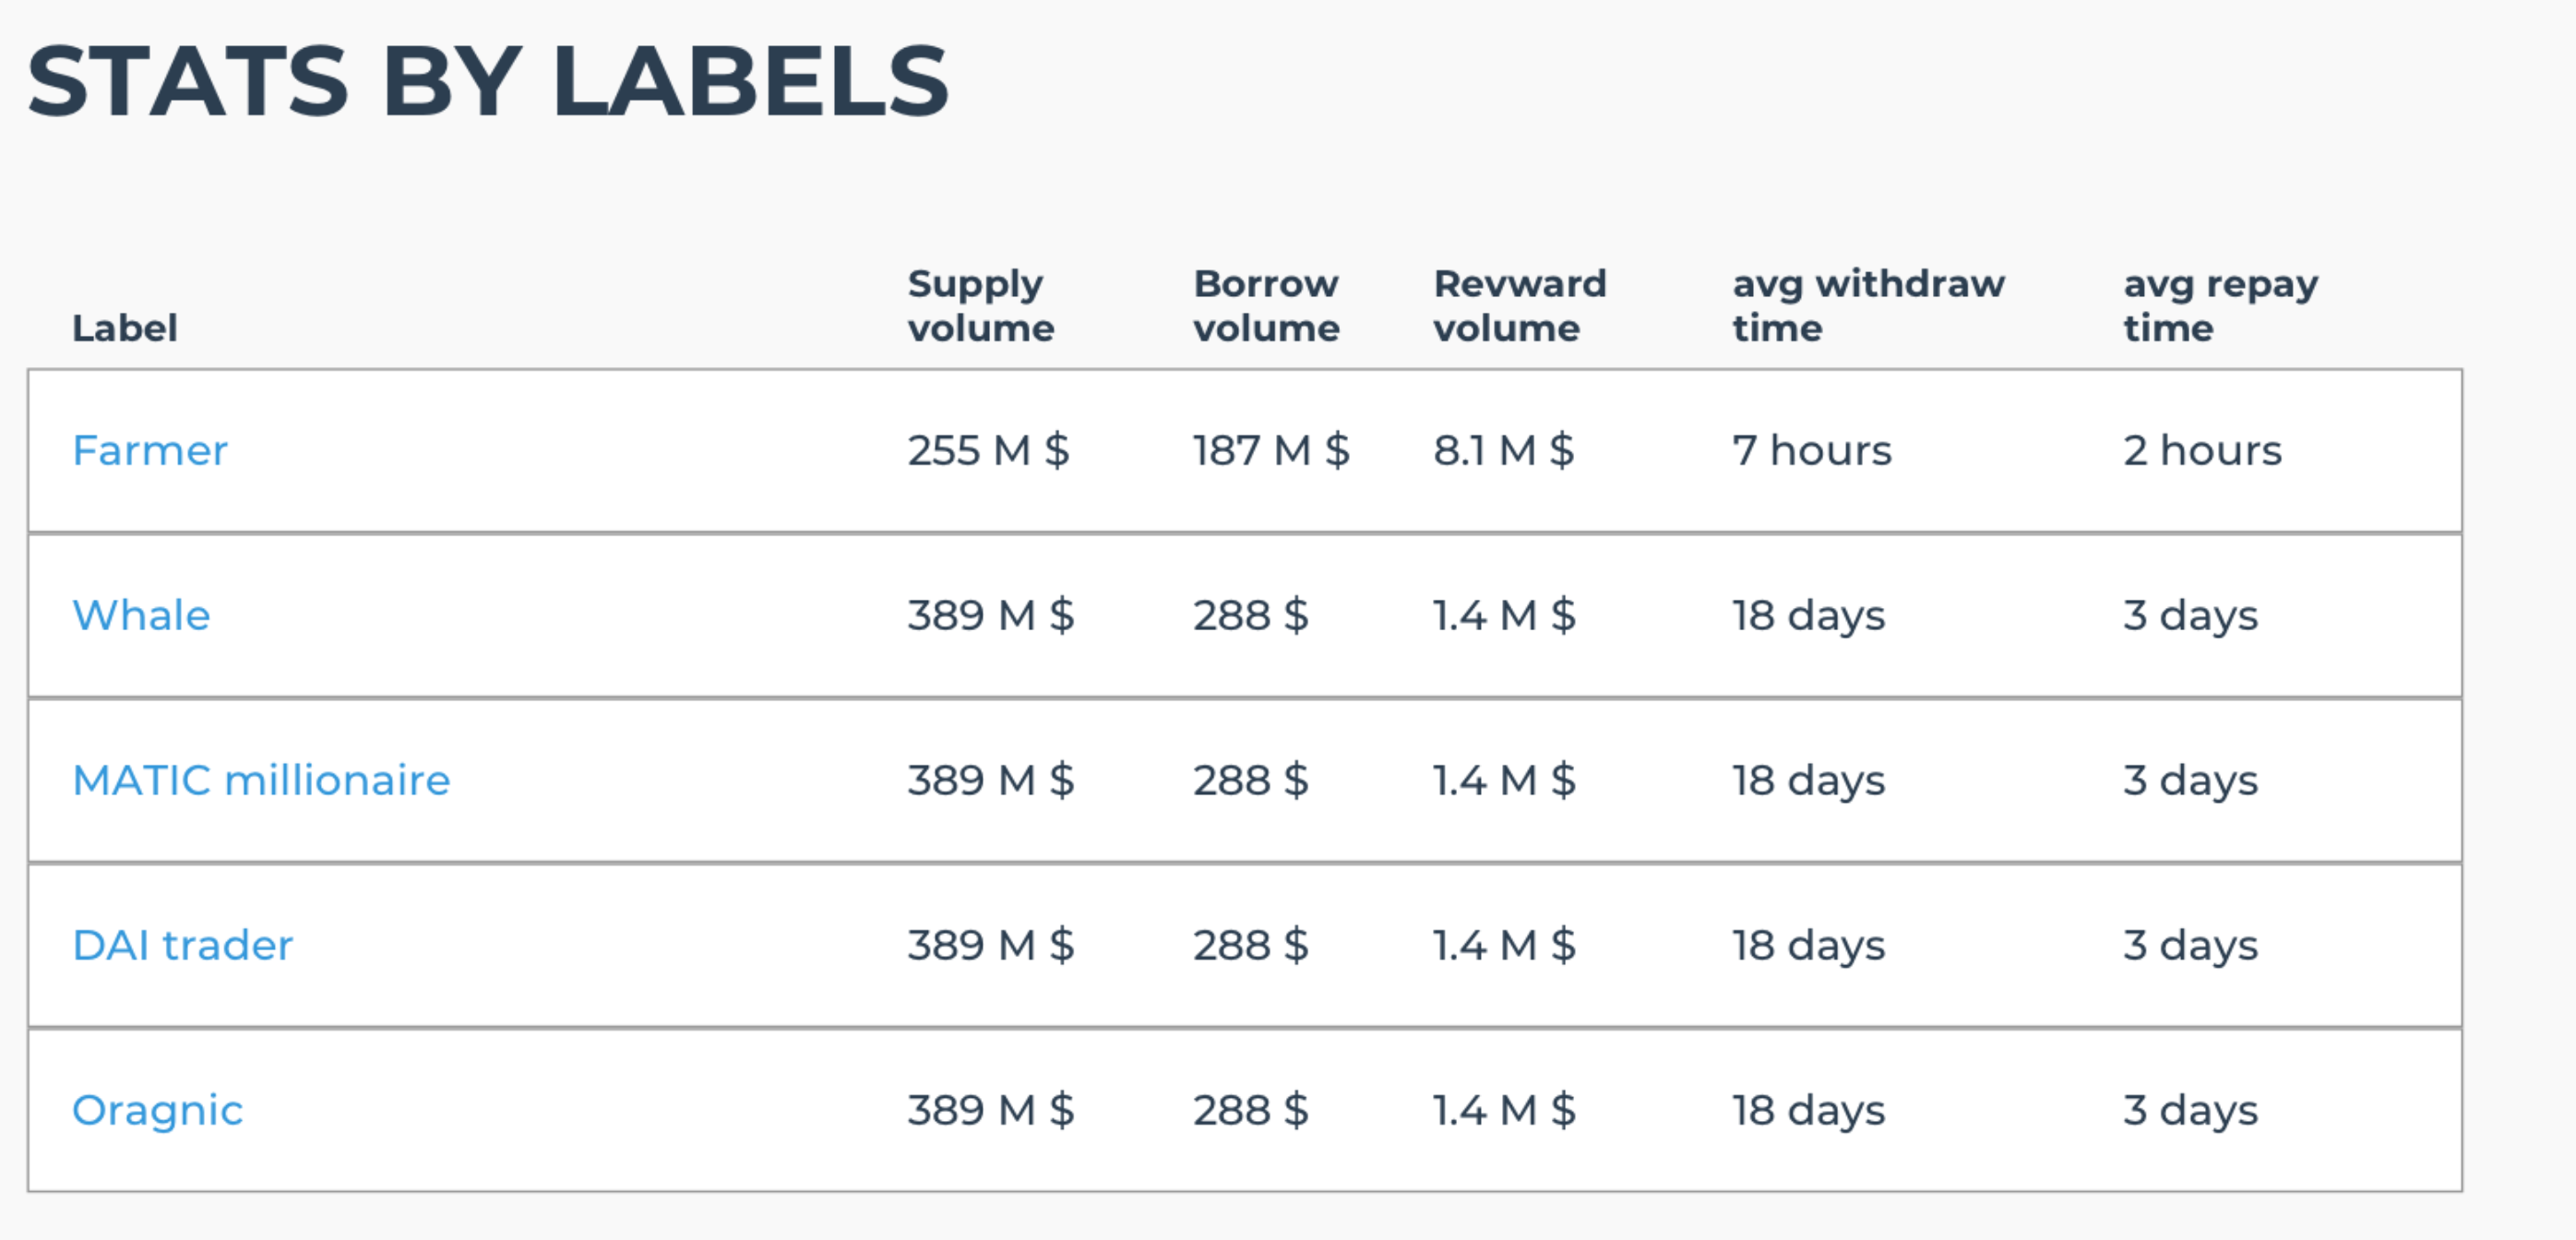 STATS BY LABELS
Label Supply volume Borrow volume Revward volume avg withdraw time avg repay time
Farmer 255 M $ 187 M $ 8.1 M $ 7 hours 2 hours
Whale 389 M $ 288 $ 1.4 M $ 18 days 3 days
MATIC millionaire 389 M $ 288 $ 1.4 M $ 18 days 3 days
DAI trader 389 M $ 288 $ 1.4 M $ 18 days 3 days
Oragnic 389 M $ 288 $ 1.4 M $ 18 days 3 days